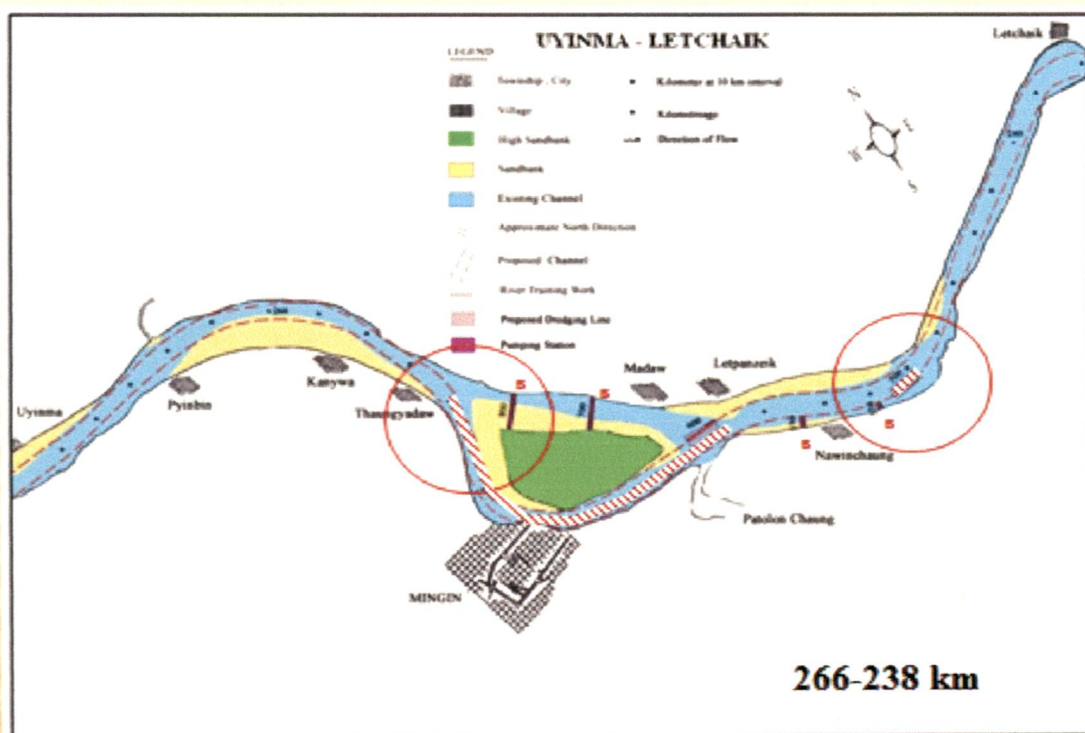 UYINMA - LETCHAIK
Letchaik
LEGEND
Township , City
Kilometer at 10 km interval
Village
Kilometreage
High Sandbank
Direction of Flow
Sandbank
Existing Channel
Approximate North Direction
Proposed Channel
River Training Work
Proposed Dredging Line
Pumping Station
N
S
Uyinma
Pyinbin
Kanywa
Thaungyadaw
S
S
Madaw
Letpanzeik
S
S
Nawinchaung
Patolon Chaung
MINGIN
266-238 km